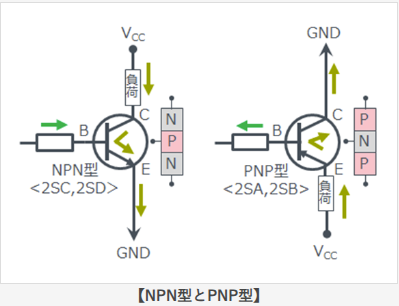 VCC
負荷
C
B
E
N
P
N
NPN型
<2SC,2SD>
GND
GND
C
B
E
P
N
P
PNP型
<2SA,2SB>
負荷
VCC
【NPN型とPNP型】